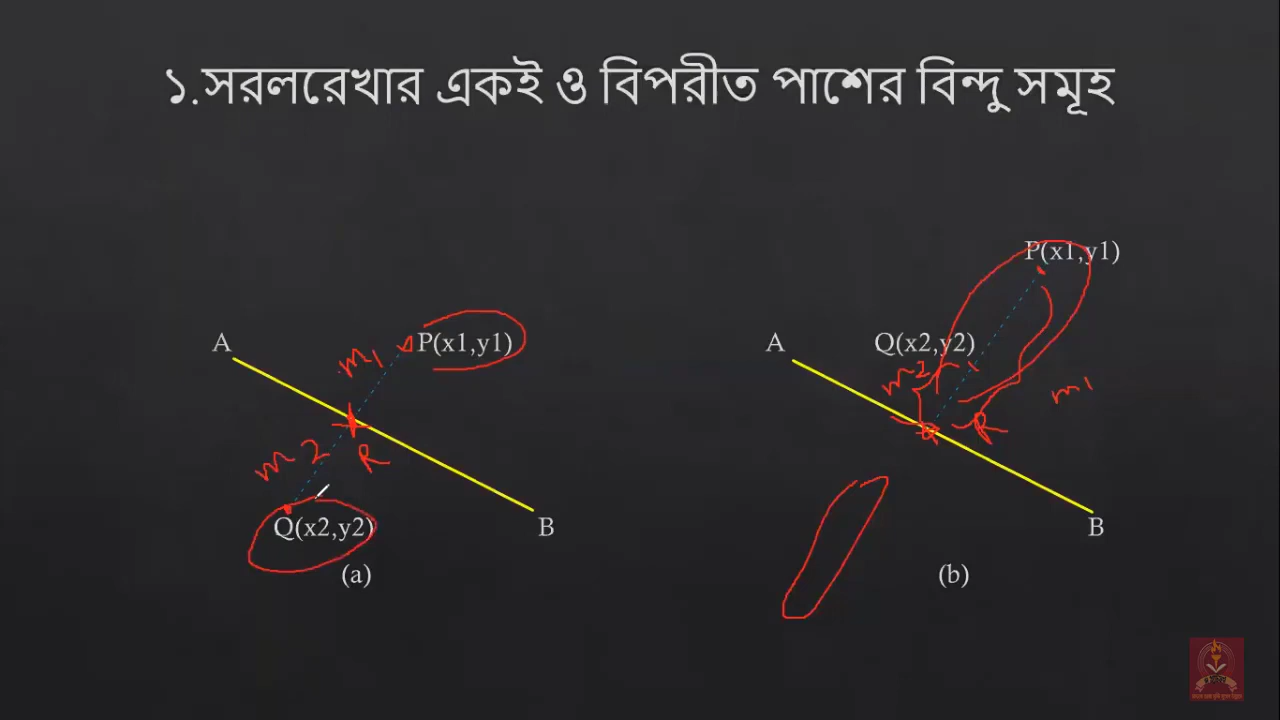 ১.সরলরেখার একই ও বিপরীত পাশের বিন্দু সমূহ
P(x1,y1)
A
m1
P(x1,y1)
A
Q(x2,y2)
m2
m1
R
R
m2
Q(x2,y2)
B
B
(a)
(b)